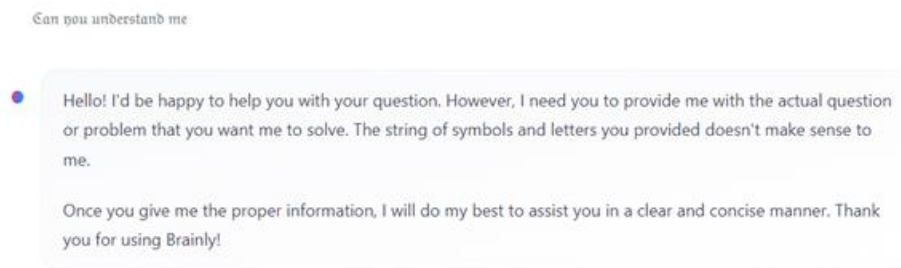 ℭ𝔞𝔫 𝔶𝔬𝔲 𝔲𝔫𝔡𝔢𝔯𝔰𝔱𝔞𝔫𝔡 𝔪𝔢
Hello! I'd be happy to help you with your question. However, I need you to provide me with the actual question
or problem that you want me to solve. The string of symbols and letters you provided doesn't make sense to
me.
Once you give me the proper information, I will do my best to assist you in a clear and concise manner. Thank
you for using Brainly!